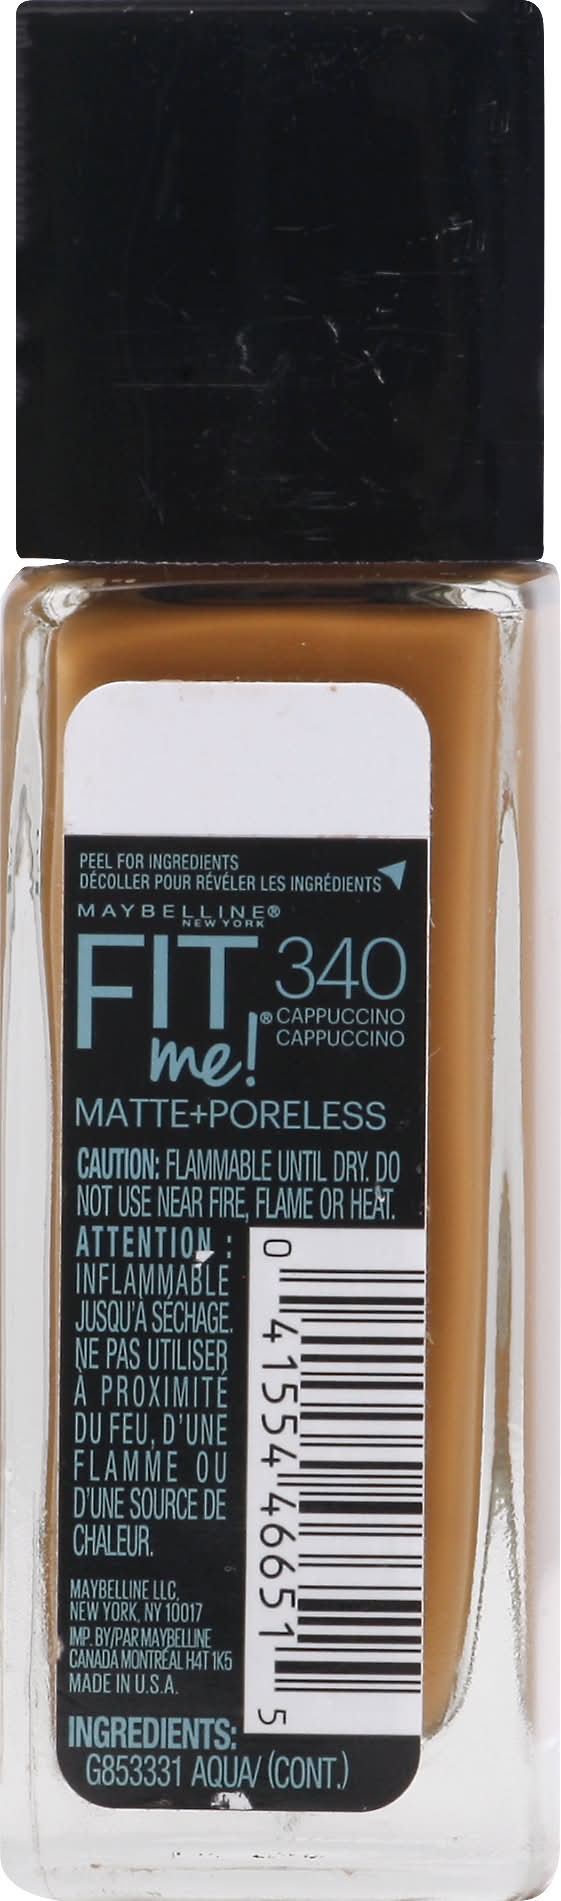 PEEL FOR INGREDIENTS
DÉCOLLER POUR RÉVÉLER LES INGRÉDIENTS
MAYBELLINE®
NEW YORK
FIT
me!®
340
CAPPUCCINO
CAPPUCCINO
MATTE+PORELESS
CAUTION: FLAMMABLE UNTIL DRY. DO
NOT USE NEAR FIRE, FLAME OR HEAT.
ATTENTION :
INFLAMMABLE
JUSQU'À SÉCHAGE.
NE PAS UTILISER
À PROXIMITÉ
DU FEU, D'UNE
FLAMME OU
D'UNE SOURCE DE
CHALEUR.
0 41554 46651 5
MAYBELLINE LLC,
NEW YORK, NY 10017
IMP. BY/PAR MAYBELLINE
CANADA MONTRÉAL H4T 1K5
MADE IN U.S.A.
INGREDIENTS:
G853331 AQUA/ (CONT.)